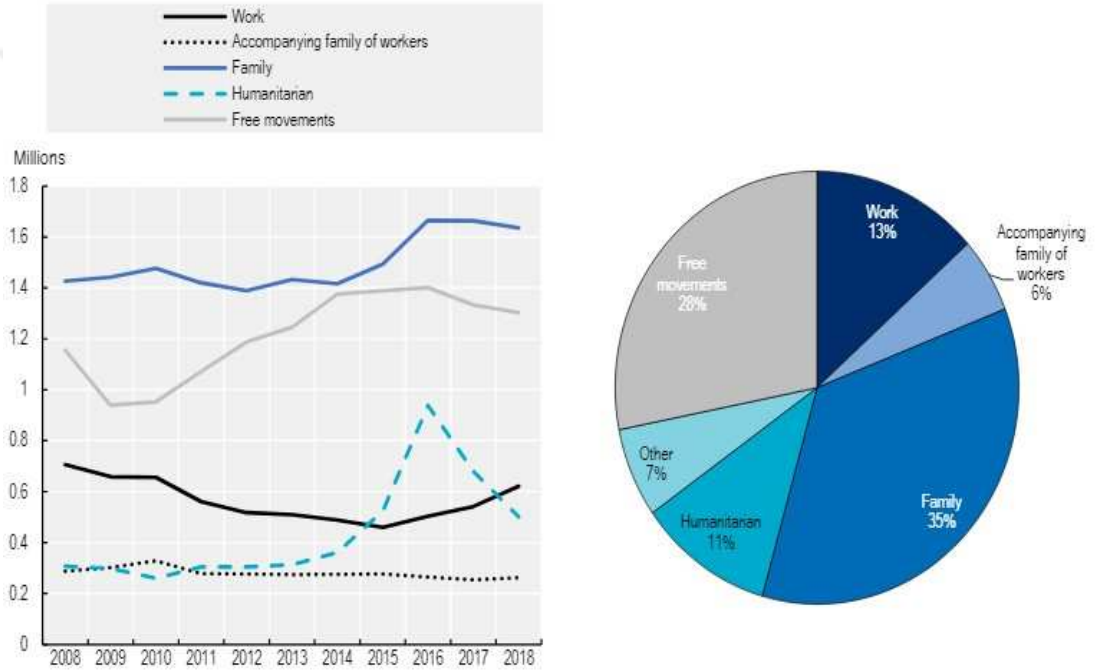 Work
Accompanying family of workers
Family
Humanitarian
Free movements
Millions
1.8
1.6
1.4
1.2
1
0.8
0.6
0.4
0.2
0
2008 2009 2010 2011 2012 2013 2014 2015 2016 2017 2018
Work
13%
Accompanying
family of
workers
6%
Family
35%
Humanitarian
11%
Other
7%
Free
movements
28%